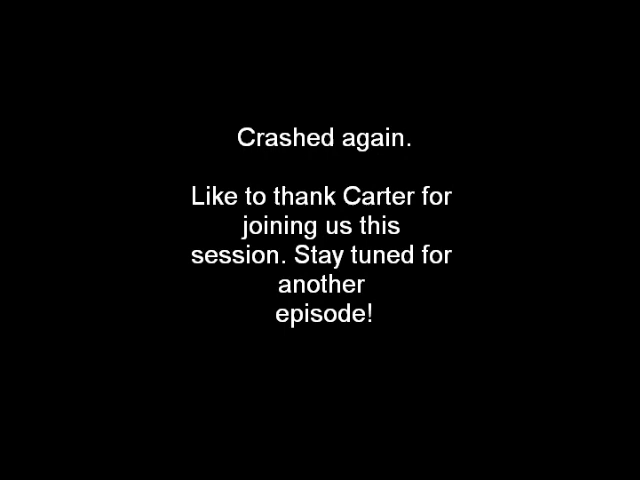 Crashed again.
Like to thank Carter for
joining us this
session. Stay tuned for
another
episode!